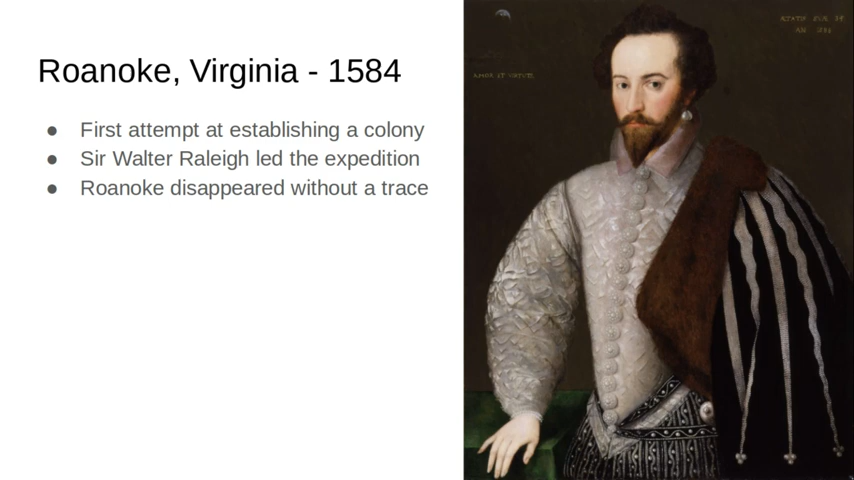 Roanoke, Virginia - 1584
● First attempt at establishing a colony
● Sir Walter Raleigh led the expedition
● Roanoke disappeared without a trace
AMOR ET VIRTUTE